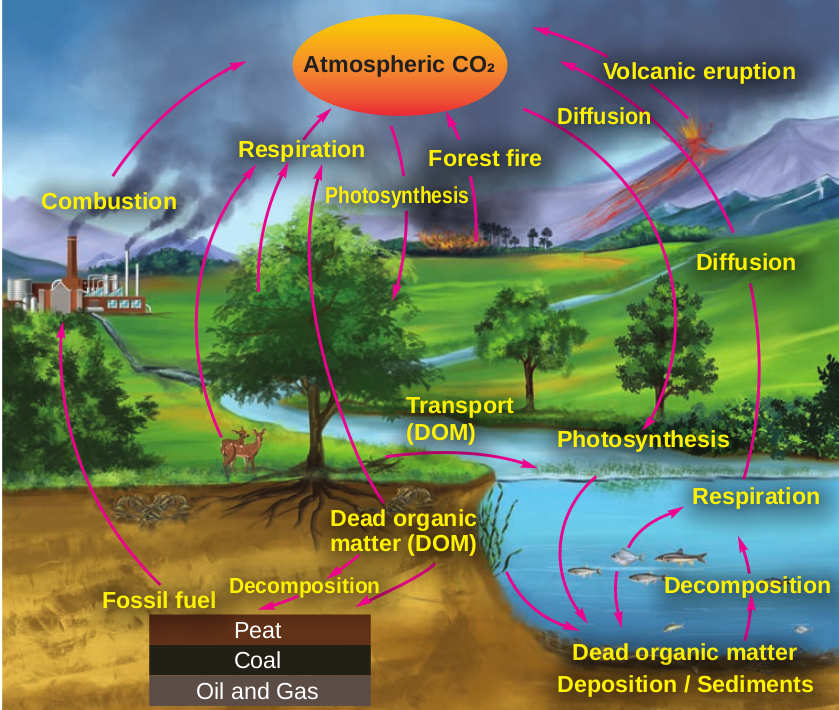 Atmospheric CO₂
Volcanic eruption
Diffusion
Respiration
Forest fire
Photosynthesis
Combustion
Diffusion
Transport
(DOM)
Photosynthesis
Respiration
Dead organic
matter (DOM)
Decomposition
Decomposition
Fossil fuel
Peat
Coal
Oil and Gas
Dead organic matter
Deposition / Sediments